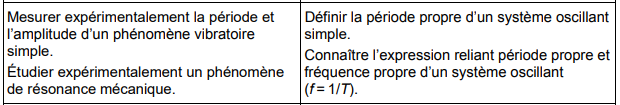 Mesurer expérimentalement la période et
l’amplitude d’un phénomène vibratoire
simple.
Étudier expérimentalement un phénomène
de résonance mécanique.
Définir la période propre d’un système oscillant
simple.
Connaître l’expression reliant période propre et
fréquence propre d’un système oscillant
(f = 1/T).